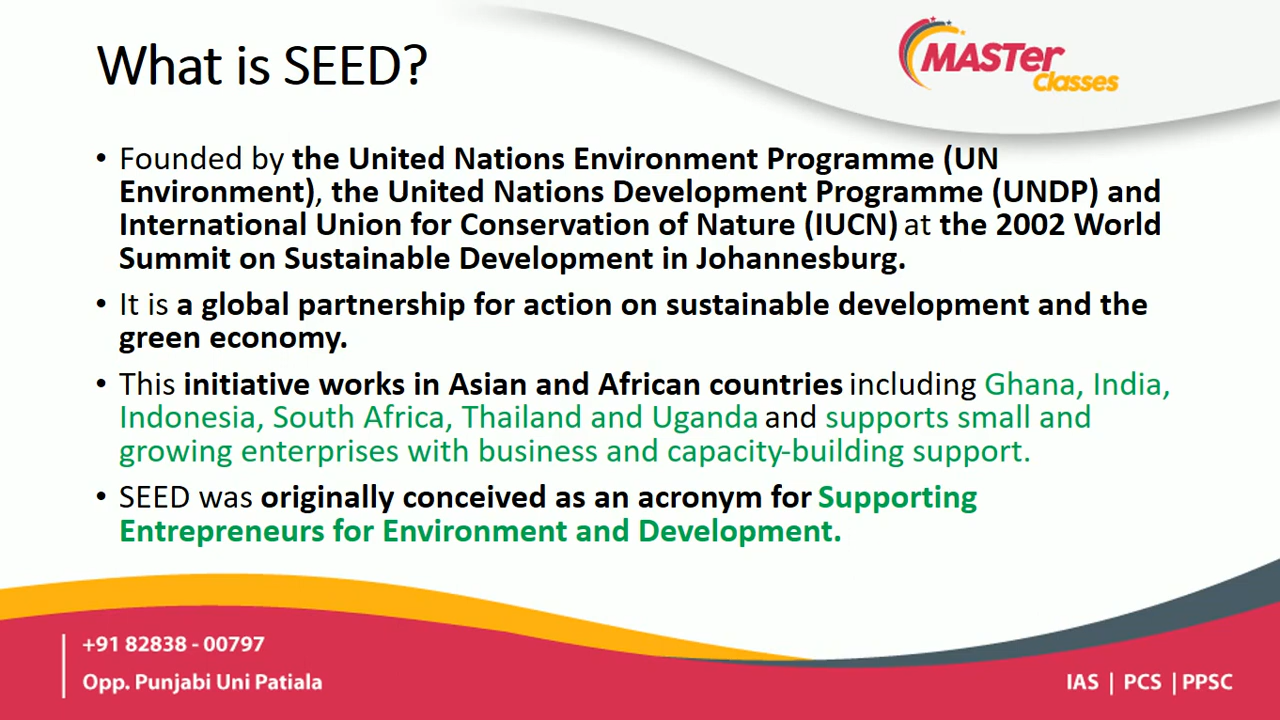 What is SEED?
MASTer
Classes
• Founded by the United Nations Environment Programme (UN
Environment), the United Nations Development Programme (UNDP) and
International Union for Conservation of Nature (IUCN) at the 2002 World
Summit on Sustainable Development in Johannesburg.
• It is a global partnership for action on sustainable development and the
green economy.
• This initiative works in Asian and African countries including Ghana, India,
Indonesia, South Africa, Thailand and Uganda and supports small and
growing enterprises with business and capacity-building support.
• SEED was originally conceived as an acronym for Supporting
Entrepreneurs for Environment and Development.
+91 82838 - 00797
Opp. Punjabi Uni Patiala
IAS | PCS | PPSC